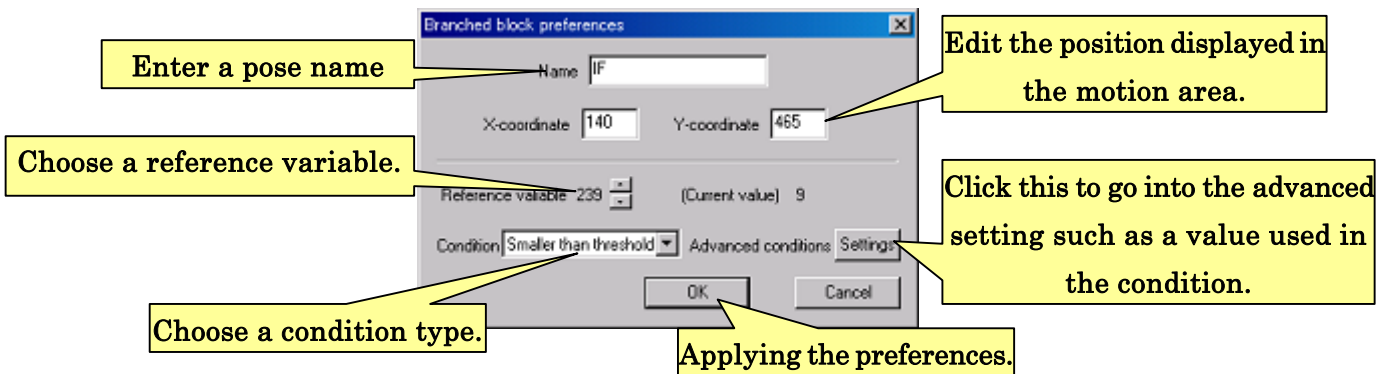 Branched block preferences
Enter a pose name
Name IF
Edit the position displayed in
the motion area.
X-coordinate 140 Y-coordinate 465
Choose a reference variable.
Reference valiable 239 (Current value) 9
Click this to go into the advanced
setting such as a value used in
the condition.
Condition Smaller than threshold Advanced conditions Settings
OK Cancel
Choose a condition type.
Applying the preferences.